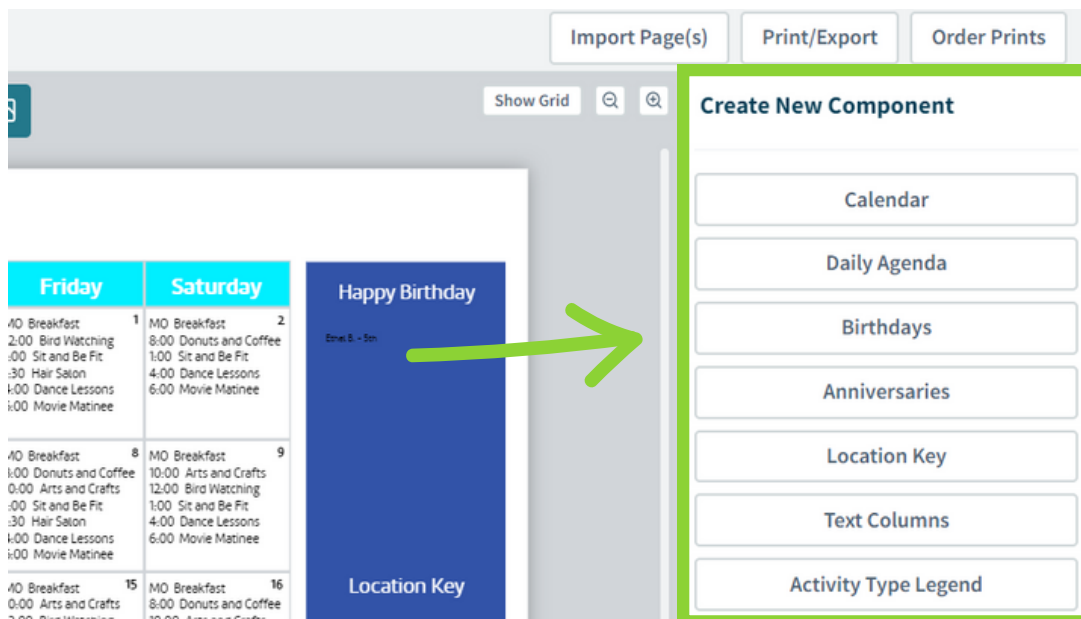 Import Page(s)
Print/Export
Order Prints
Show Grid
Create New Component
Calendar
Daily Agenda
Birthdays
Anniversaries
Location Key
Text Columns
Activity Type Legend
Friday
Saturday
1
MO Breakfast
2:00 Bird Watching
:00 Sit and Be Fit
:30 Hair Salon
:00 Dance Lessons
:00 Movie Matinee
2
MO Breakfast
8:00 Donuts and Coffee
1:00 Sit and Be Fit
4:00 Dance Lessons
6:00 Movie Matinee
8
MO Breakfast
:00 Donuts and Coffee
0:00 Arts and Crafts
:00 Sit and Be Fit
:30 Hair Salon
:00 Dance Lessons
:00 Movie Matinee
9
MO Breakfast
10:00 Arts and Crafts
12:00 Bird Watching
1:00 Sit and Be Fit
4:00 Dance Lessons
6:00 Movie Matinee
15
MO Breakfast
0:00 Arts and Crafts
16
MO Breakfast
8:00 Donuts and Coffee
Happy Birthday
Ethel B. - 5th
Location Key